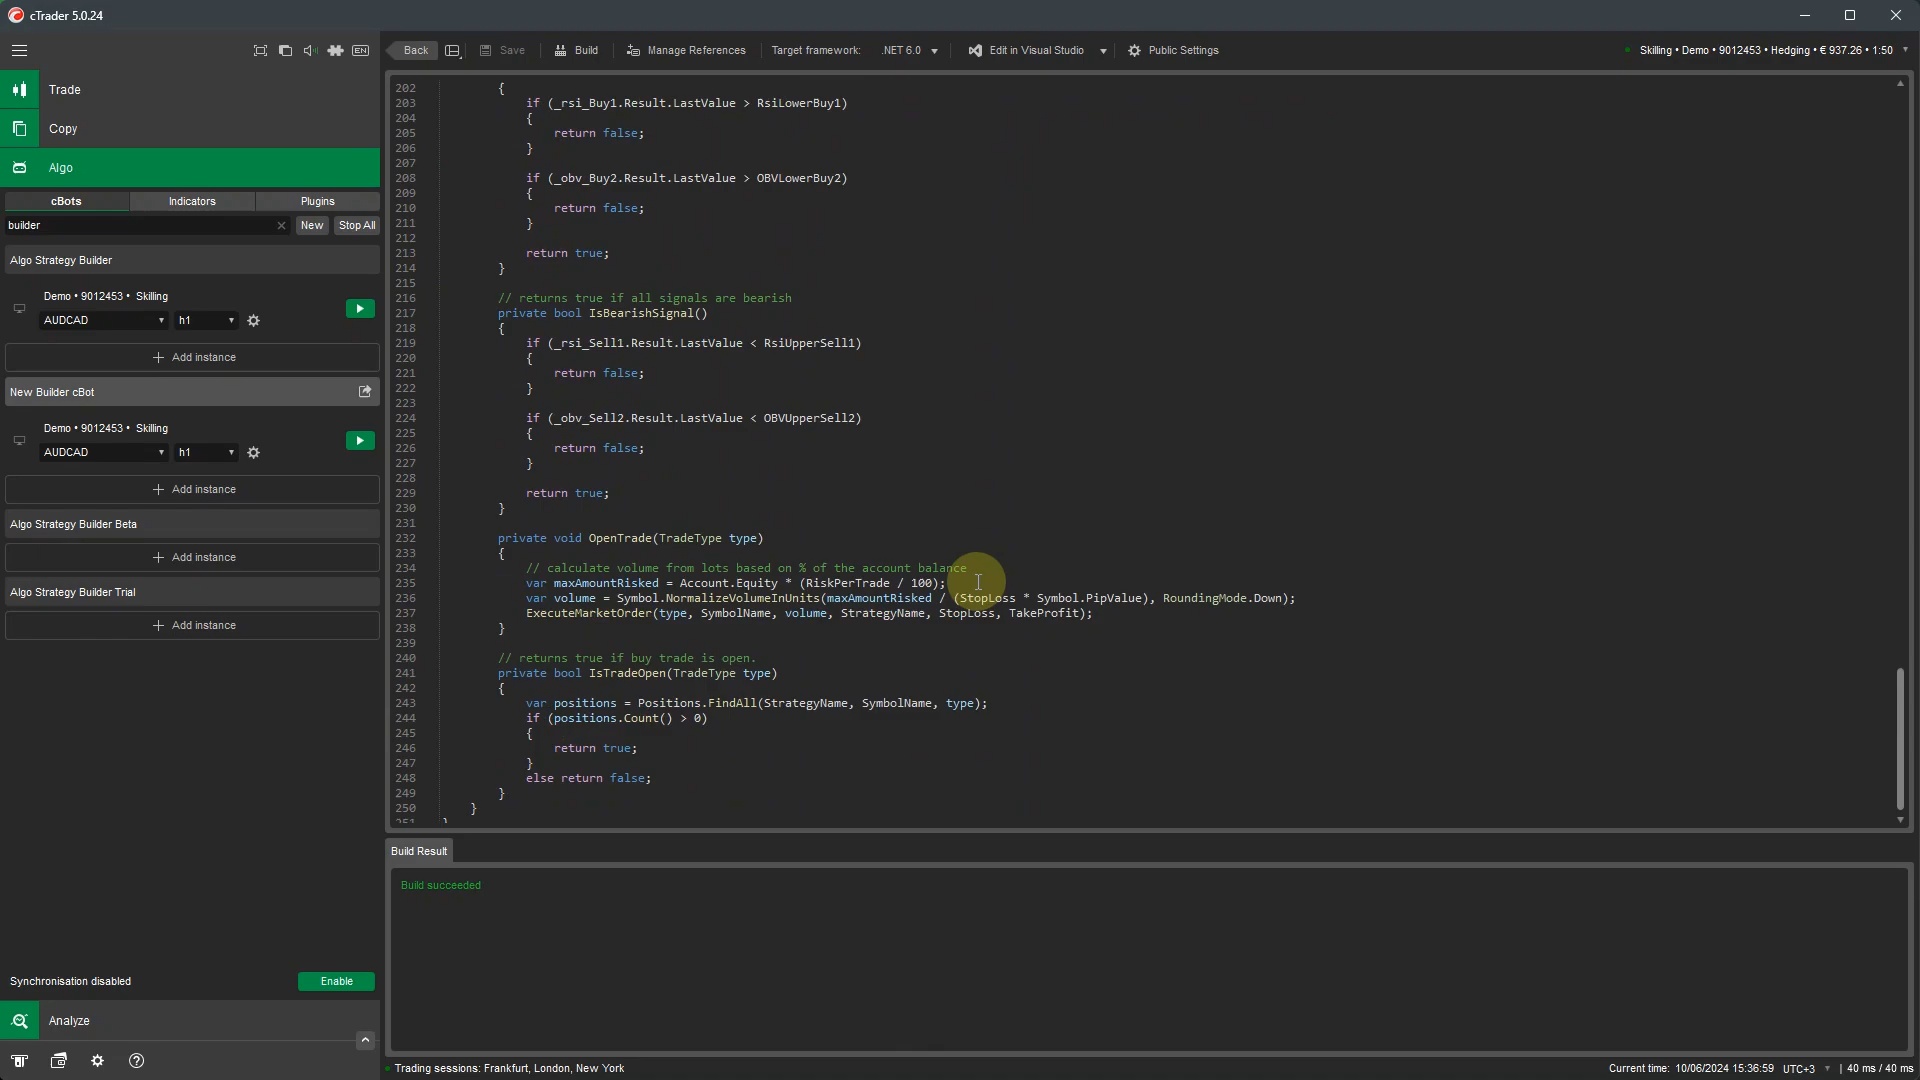 cTrader 5.0.24
EN
Back
Save
Build
Manage References
Target framework:
.NET 6.0
Edit in Visual Studio
Public Settings
Skilling • Demo • 9012453 • Hedging • € 937.26 • 1:50
Trade
Copy
Algo
cBots
Indicators
Plugins
builder
New
Stop All
Algo Strategy Builder
Demo • 9012453 • Skilling
AUDCAD
h1
Add instance
New Builder cBot
Demo • 9012453 • Skilling
AUDCAD
h1
Add instance
Algo Strategy Builder Beta
Add instance
Algo Strategy Builder Trial
Add instance
Synchronisation disabled
Enable
Analyze
202 {
203 if (_rsi_Buy1.Result.LastValue > RsiLowerBuy1)
204 {
205 return false;
206 }
207
208 if (_obv_Buy2.Result.LastValue > OBVLowerBuy2)
209 {
210 return false;
211 }
212
213 return true;
214 }
215
216 // returns true if all signals are bearish
217 private bool IsBearishSignal()
218 {
219 if (_rsi_Sell1.Result.LastValue < RsiUpperSell1)
220 {
221 return false;
222 }
223
224 if (_obv_Sell2.Result.LastValue < OBVUpperSell2)
225 {
226 return false;
227 }
228
229 return true;
230 }
231
232 private void OpenTrade(TradeType type)
233 {
234 // calculate volume from lots based on % of the account balance
235 var maxAmountRisked = Account.Equity * (RiskPerTrade / 100);
236 var volume = Symbol.NormalizeVolumeInUnits(maxAmountRisked / (StopLoss * Symbol.PipValue), RoundingMode.Down);
237 ExecuteMarketOrder(type, SymbolName, volume, StrategyName, StopLoss, TakeProfit);
238 }
239
240 // returns true if buy trade is open.
241 private bool IsTradeOpen(TradeType type)
242 {
243 var positions = Positions.FindAll(StrategyName, SymbolName, type);
244 if (positions.Count() > 0)
245 {
246 return true;
247 }
248 else return false;
249 }
250 }
251 }
Build Result
Build succeeded
Trading sessions: Frankfurt, London, New York
Current time: 10/06/2024 15:36:59 UTC+3 | 40 ms / 40 ms